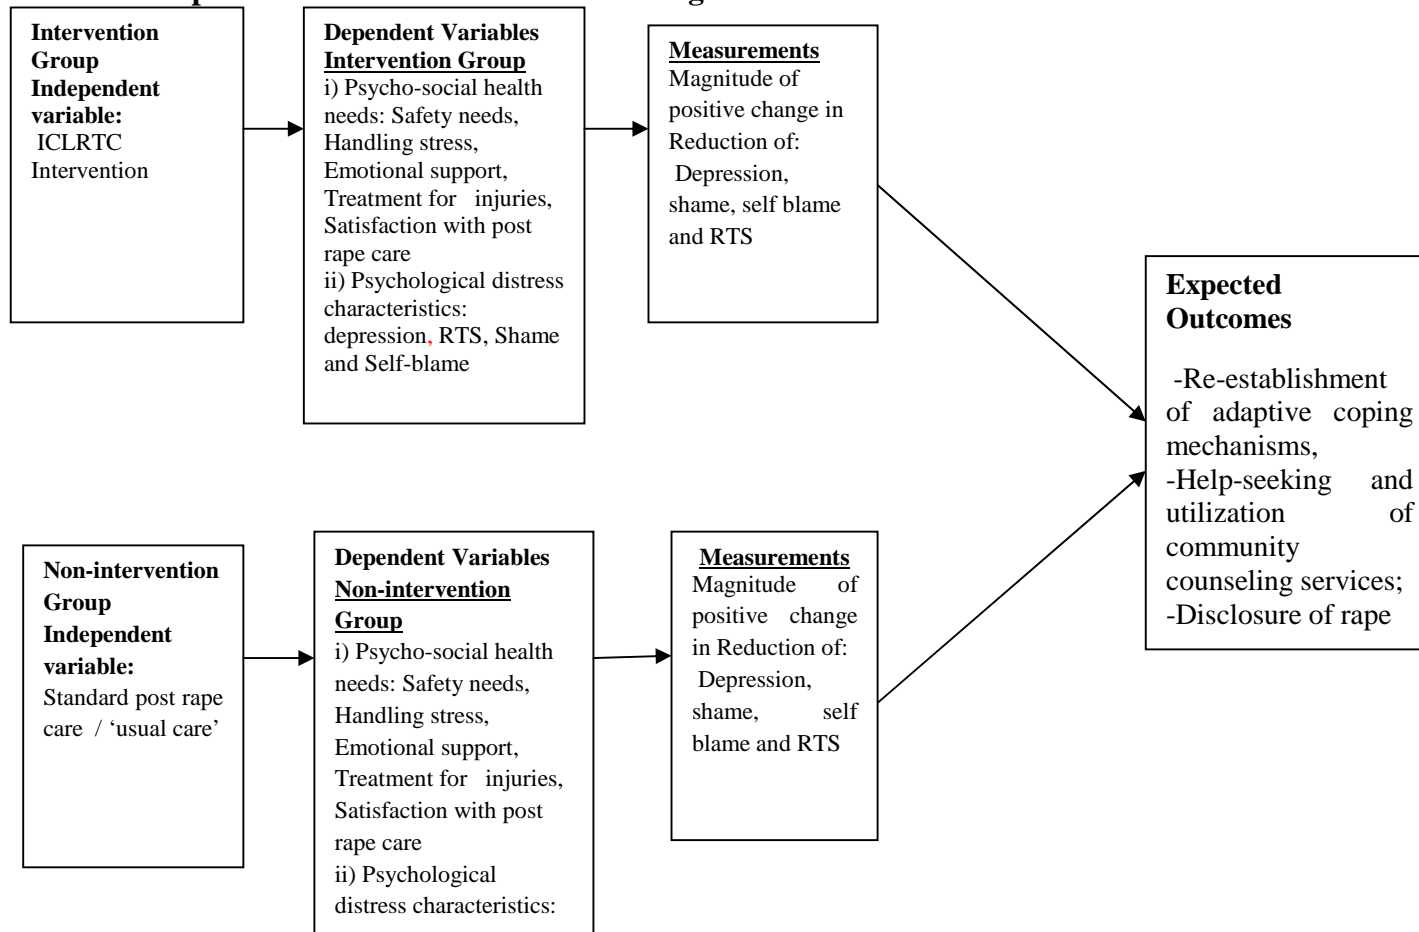 Intervention
Group
Independent
variable:
ICLRTC
Intervention
Dependent Variables
Intervention Group
i) Psycho-social health
needs: Safety needs,
Handling stress,
Emotional support,
Treatment for injuries,
Satisfaction with post
rape care
ii) Psychological distress
characteristics:
depression, RTS, Shame
and Self-blame
Measurements
Magnitude of
positive change in
Reduction of:
Depression,
shame, self blame
and RTS
Expected
Outcomes
-Re-establishment
of adaptive coping
mechanisms,
-Help-seeking and
utilization of
community
counseling services;
-Disclosure of rape
Non-intervention
Group
Independent
variable:
Standard post rape
care / ‘usual care’
Dependent Variables
Non-intervention
Group
i) Psycho-social health
needs: Safety needs,
Handling stress,
Emotional support,
Treatment for injuries,
Satisfaction with post
rape care
ii) Psychological
distress characteristics:
Measurements
Magnitude of
positive change
in Reduction of:
Depression,
shame, self
blame and RTS